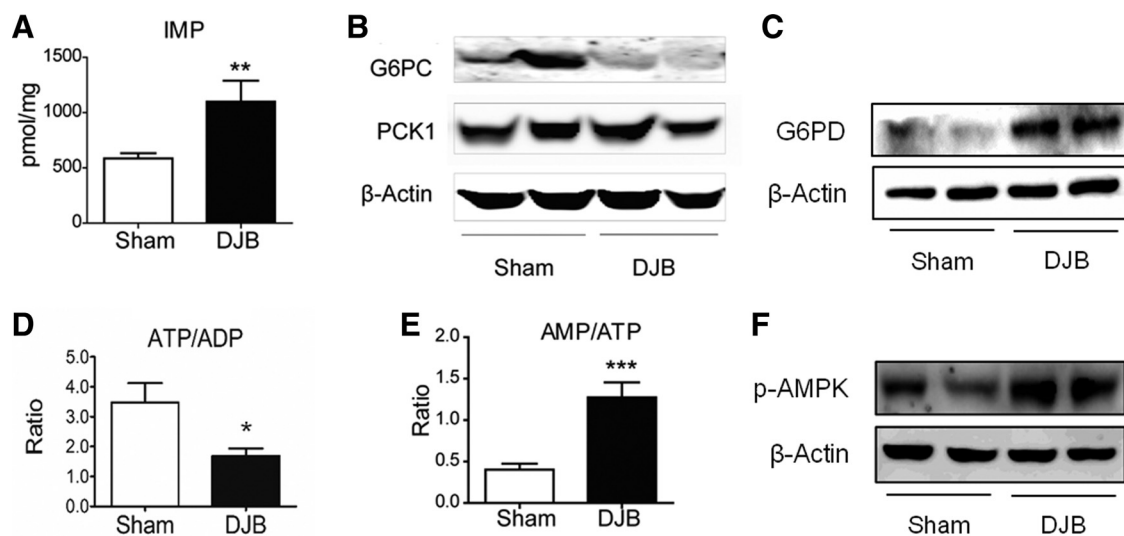 A
IMP
pmol/mg
1500
1000
500
0
**
Sham
DJB
B
G6PC
PCK1
β-Actin
Sham
DJB
C
G6PD
β-Actin
Sham
DJB
D
ATP/ADP
Ratio
5.0
4.0
3.0
2.0
1.0
0.0
*
Sham
DJB
E
AMP/ATP
Ratio
2.0
1.5
1.0
0.5
0.0
***
Sham
DJB
F
p-AMPK
β-Actin
Sham
DJB